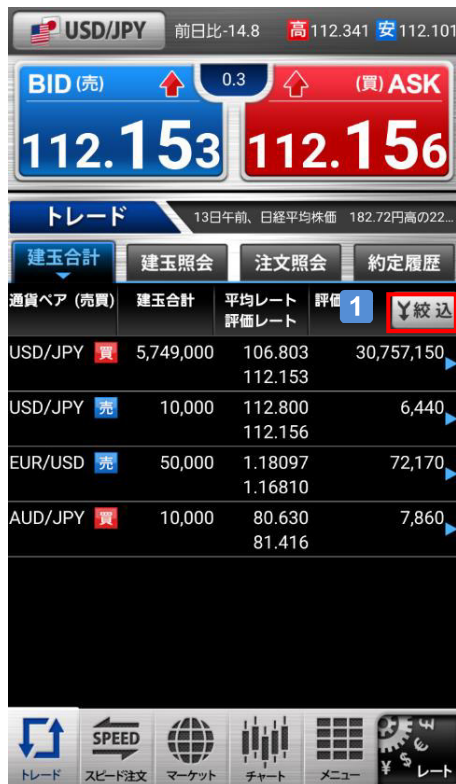 USD/JPY 前日比-14.8 高 112.341 安 112.101
BID (売) 0.3 (買) ASK
112.153 112.156
トレード 13日午前、日経平均株価 182.72円高の22...
建玉合計 建玉照会 注文照会 約定履歴
通貨ペア (売買) 建玉合計 平均レート 評価 1 絞込
評価レート
USD/JPY 買 5,749,000 106.803 30,757,150
112.153
USD/JPY 売 10,000 112.800 6,440
112.156
EUR/USD 売 50,000 1.18097 72,170
1.16810
AUD/JPY 買 10,000 80.630 7,860
81.416
SPEED
トレード スピード注文 マーケット チャート メニュー レート